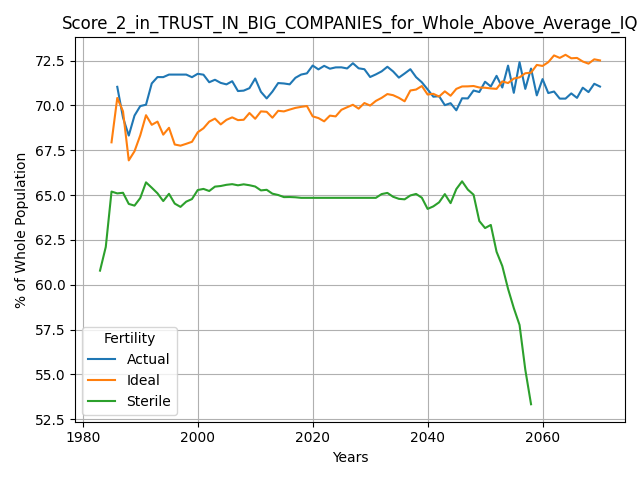 Score_2_in_TRUST_IN_BIG_COMPANIES_for_Whole_Above_Average_IQ
72.5
70.0
67.5
65.0
62.5
60.0
57.5
55.0
52.5
% of Whole Population
Fertility
Actual
Ideal
Sterile
1980 2000 2020 2040 2060
Years